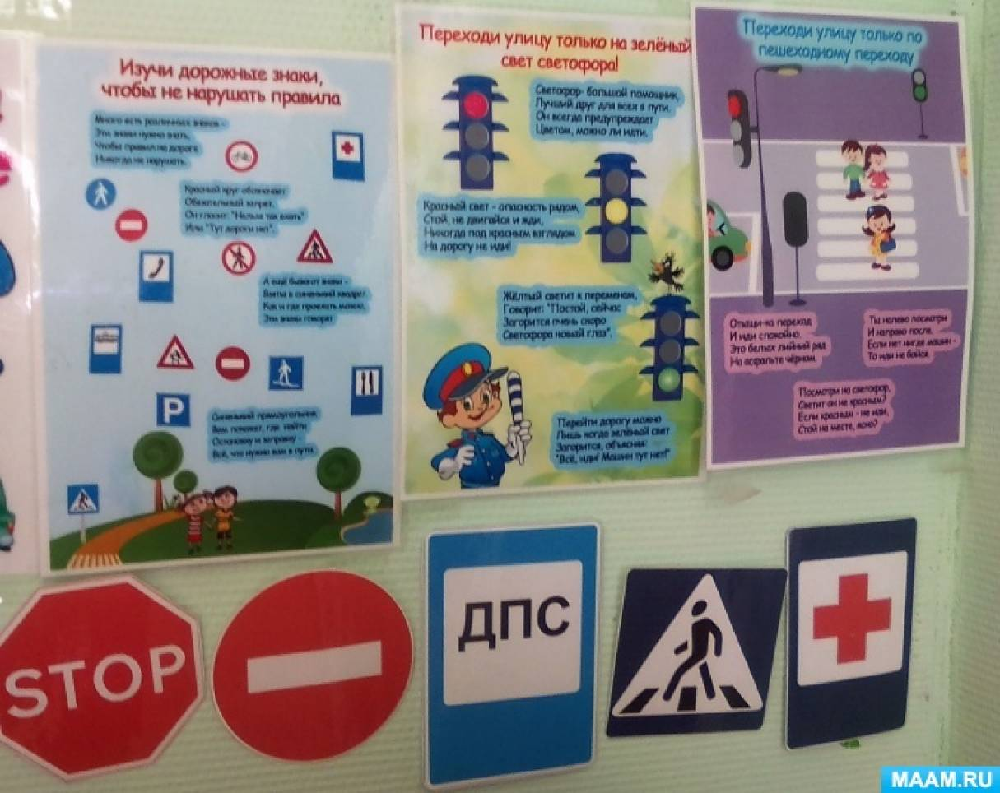 Изучи дорожные знаки,
чтобы не нарушать правила
Много есть различных знаков -
Эти знаки нужно знать,
Чтобы правил на дороге
Никогда не нарушать.
Красный круг обозначает
Обязательный запрет,
Он гласит: "Нельзя так ехать"
Или "Тут дороги нет".
А ещё бывают знаки -
Взяты в синенький квадрат.
Как и где проехать можно,
Эти знаки говорят
P
Синенький прямоугольник
Вам покажет, где найти
Остановку и заправку -
Всё, что нужно вам в пути.
Переходи улицу только на зелёный
свет светофора!
Светофор- большой помощник,
Лучший друг для всех в пути.
Он всегда предупреждает
Цветом, можно ли идти.
Красный свет - опасность рядом,
Стой, не двигайся и жди,
Никогда под красным взглядом
На дорогу не иди!
Жёлтый светит к переменам,
Говорит: "Постой, сейчас
Загорится очень скоро
Светофора новый глаз".
Перейти дорогу можно
Лишь когда зелёный свет
Загорится, объясняя:
"Всё, иди! Машин тут нет!"
Переходи улицу только по
пешеходному переходу
Отыщи-ка переход
И иди спокойно.
Это белых линий ряд
На асфальте чёрном.
Ты налево посмотри
И направо после.
Если нет нигде машин -
То иди не бойся.
Посмотри на светофор,
Светит он не красным?
Если красным - не иди,
Стой на месте, ясно?
STOP
ДПС
MAAM.RU